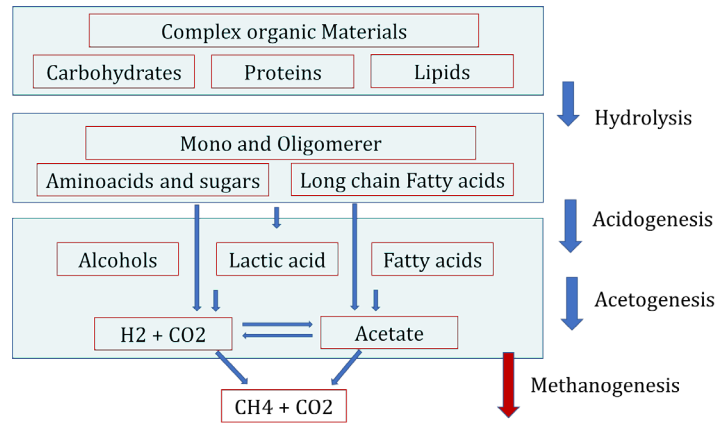 Complex organic Materials
Carbohydrates
Proteins
Lipids
Hydrolysis
Mono and Oligomerer
Aminoacids and sugars
Long chain Fatty acids
Acidogenesis
Alcohols
Lactic acid
Fatty acids
Acetogenesis
H2 + CO2
Acetate
Methanogenesis
CH4 + CO2